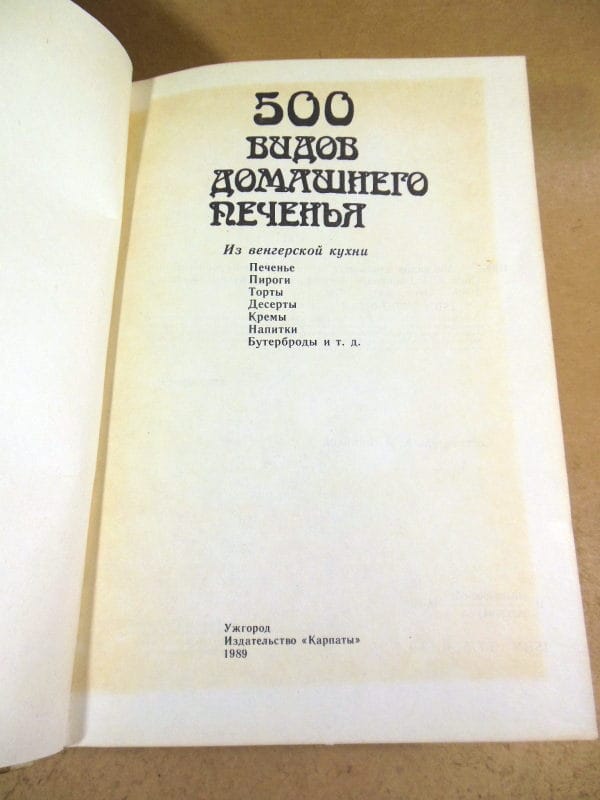 500
ВИДОВ
ДОМАШНЕГО
ПЕЧЕНЬЯ
Из венгерской кухни
Печенье
Пироги
Торты
Десерты
Кремы
Напитки
Бутерброды и т. д.
Ужгород
Издательство «Карпаты»
1989